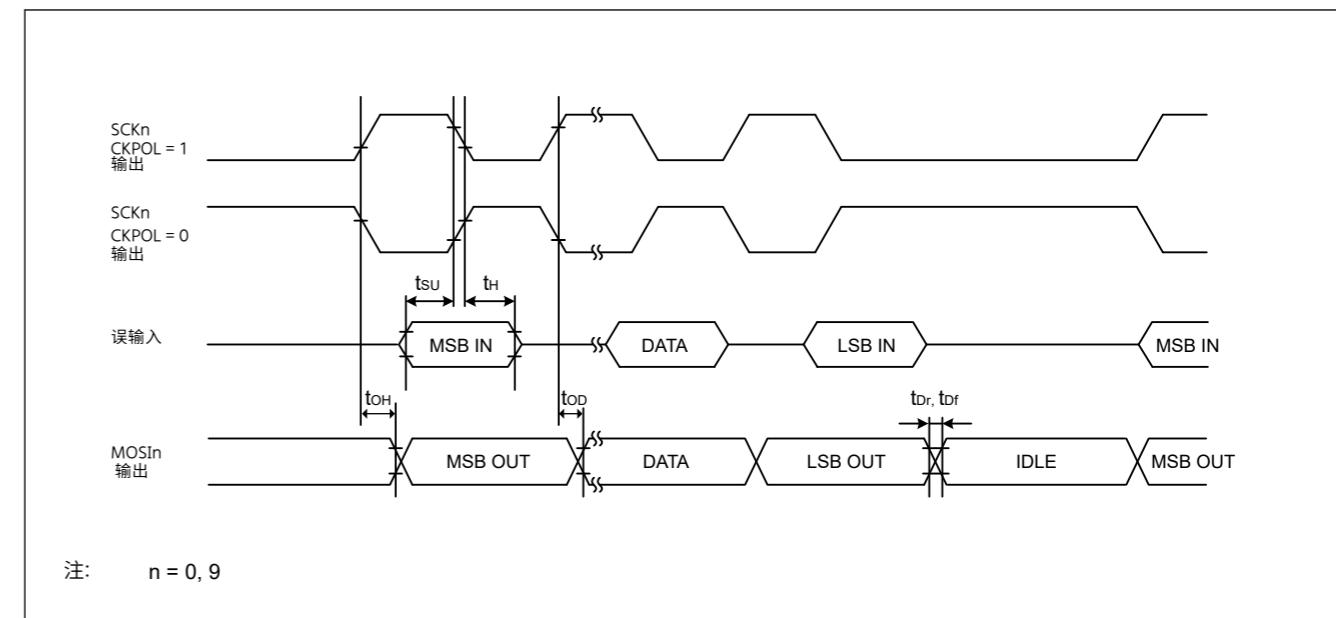 SCKn
CKPOL = 1
输出
SCKn
CKPOL = 0
输出
tSU
tH
误输入
MSB IN
DATA
LSB IN
MSB IN
tOH
tOD
tDr, tDf
MOSIn
输出
MSB OUT
DATA
LSB OUT
IDLE
MSB OUT
注: n = 0, 9